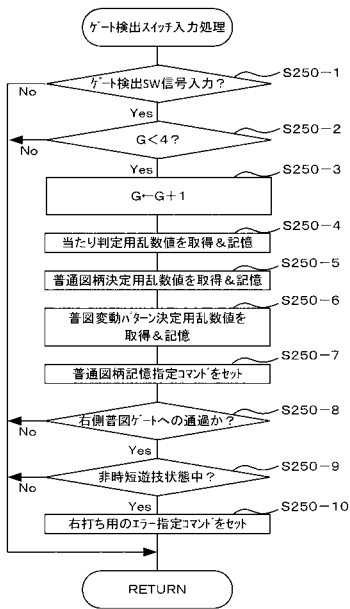 ゲート検出スイッチ入力処理
S250-1
ゲート検出SW信号入力?
No
Yes
S250-2
G<4?
No
Yes
S250-3
G←G+1
S250-4
当たり判定用乱数値を取得&記憶
S250-5
普通図柄決定用乱数値を取得&記憶
S250-6
普図変動パターン決定用乱数値を
取得&記憶
S250-7
普通図柄記憶指定コマンドをセット
S250-8
右側普図ゲートへの通過か?
No
Yes
S250-9
非時短遊技状態中?
No
Yes
S250-10
右打ち用のエラー指定コマンドをセット
RETURN